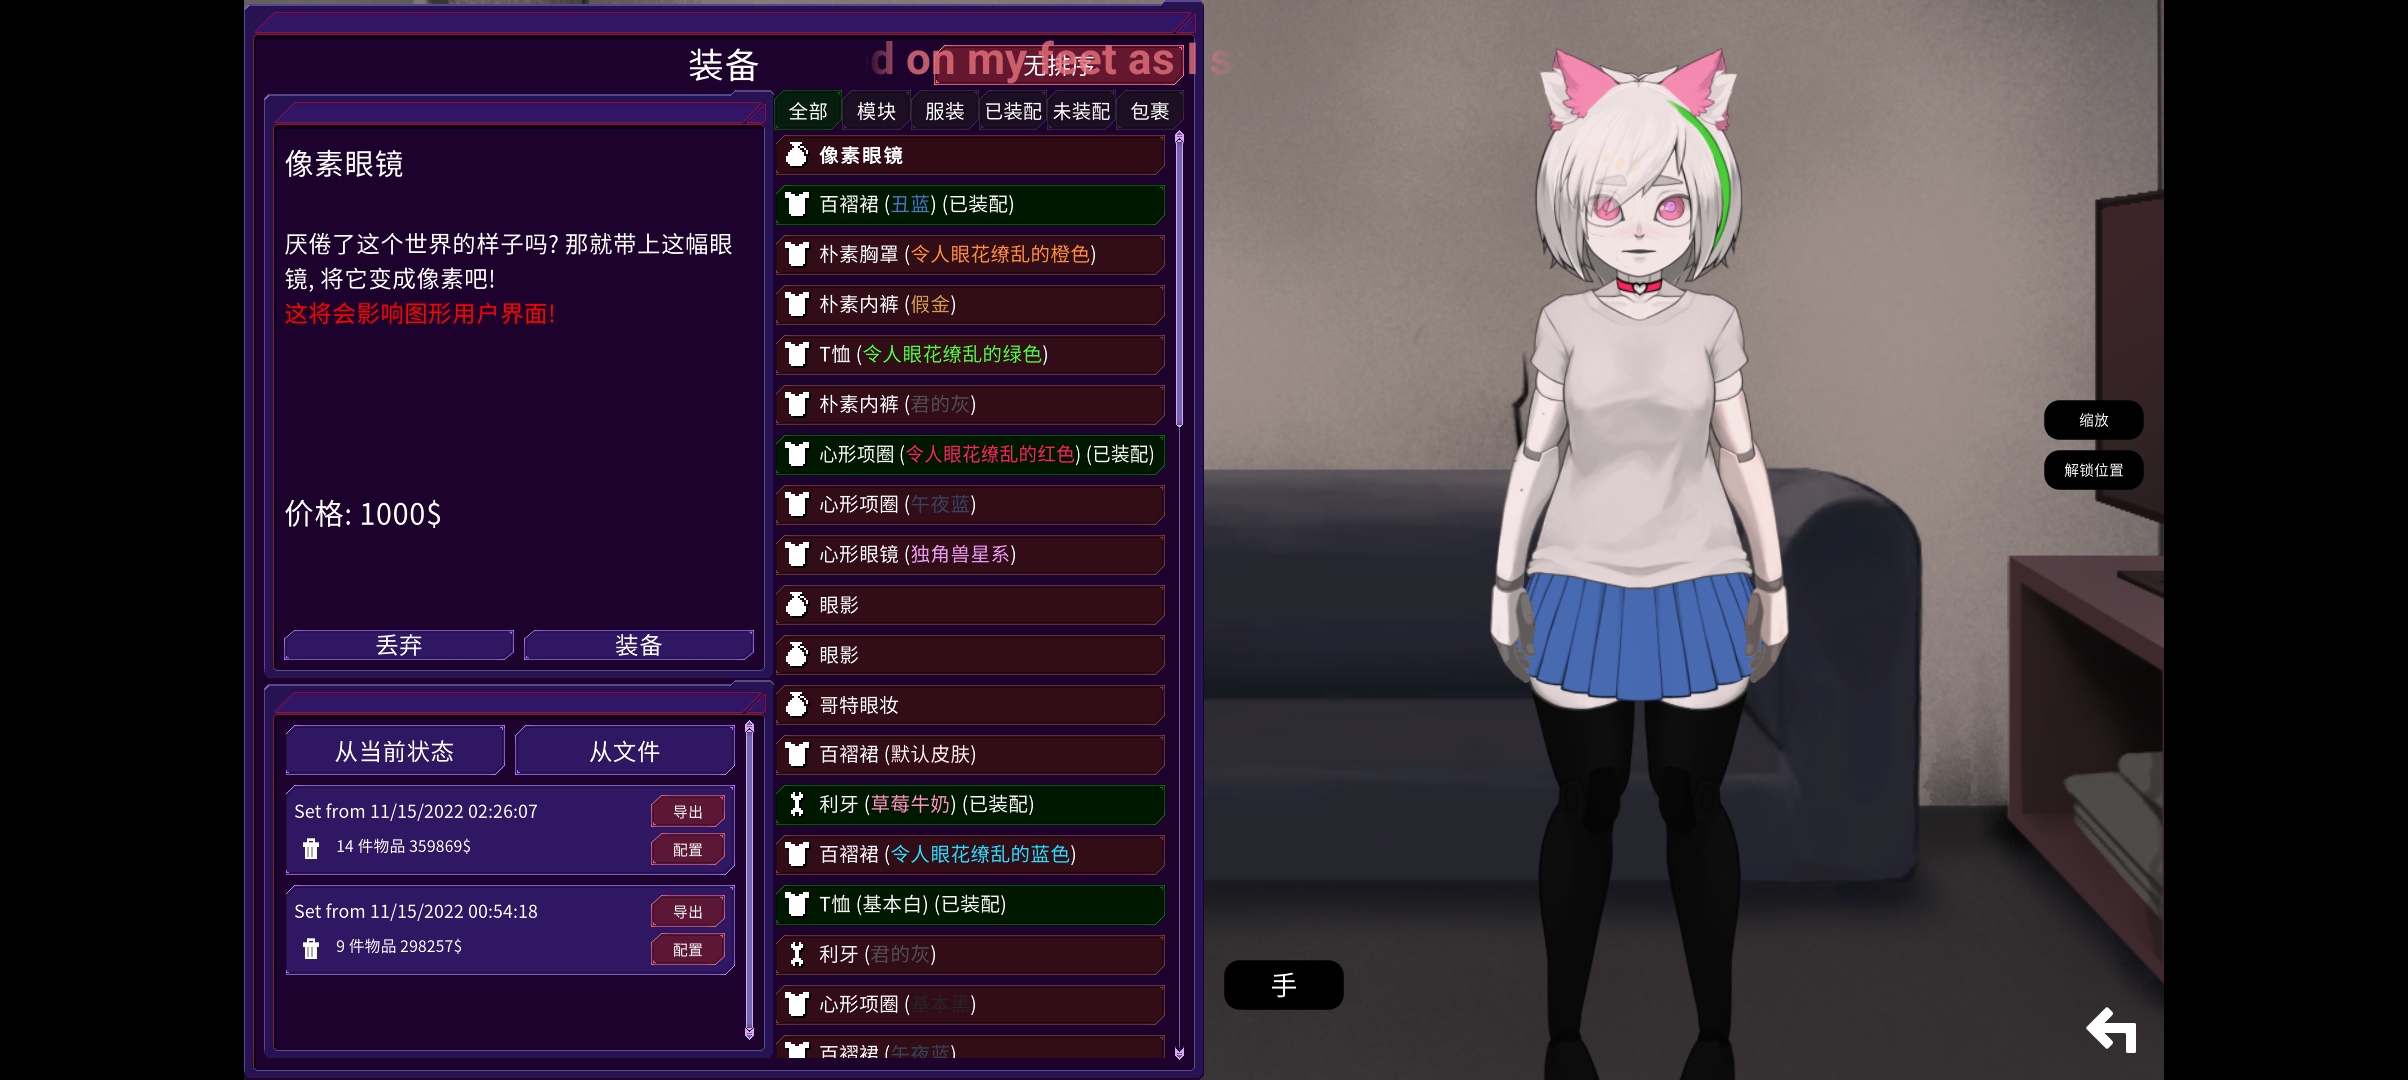 装备
d on my feet as I s
无排序
全部 模块 服装 已装配 未装配 包裹
像素眼镜
厌倦了这个世界的样子吗? 那就带上这幅眼
镜, 将它变成像素吧!
这将会影响图形用户界面!
价格: 1000$
丢弃 装备
从当前状态 从文件
Set from 11/15/2022 02:26:07
导出
14 件物品 359869$
配置
Set from 11/15/2022 00:54:18
导出
9 件物品 298257$
配置
像素眼镜
百褶裙 (丑蓝) (已装配)
朴素胸罩 (令人眼花缭乱的橙色)
朴素内裤 (假金)
T恤 (令人眼花缭乱的绿色)
朴素内裤 (君的灰)
心形项圈 (令人眼花缭乱的红色) (已装配)
心形项圈 (午夜蓝)
心形眼镜 (独角兽星系)
眼影
眼影
哥特眼妆
百褶裙 (默认皮肤)
利牙 (草莓牛奶) (已装配)
百褶裙 (令人眼花缭乱的蓝色)
T恤 (基本白) (已装配)
利牙 (君的灰)
心形项圈 (基本黑)
百褶裙 (午夜蓝)
缩放
解锁位置
手